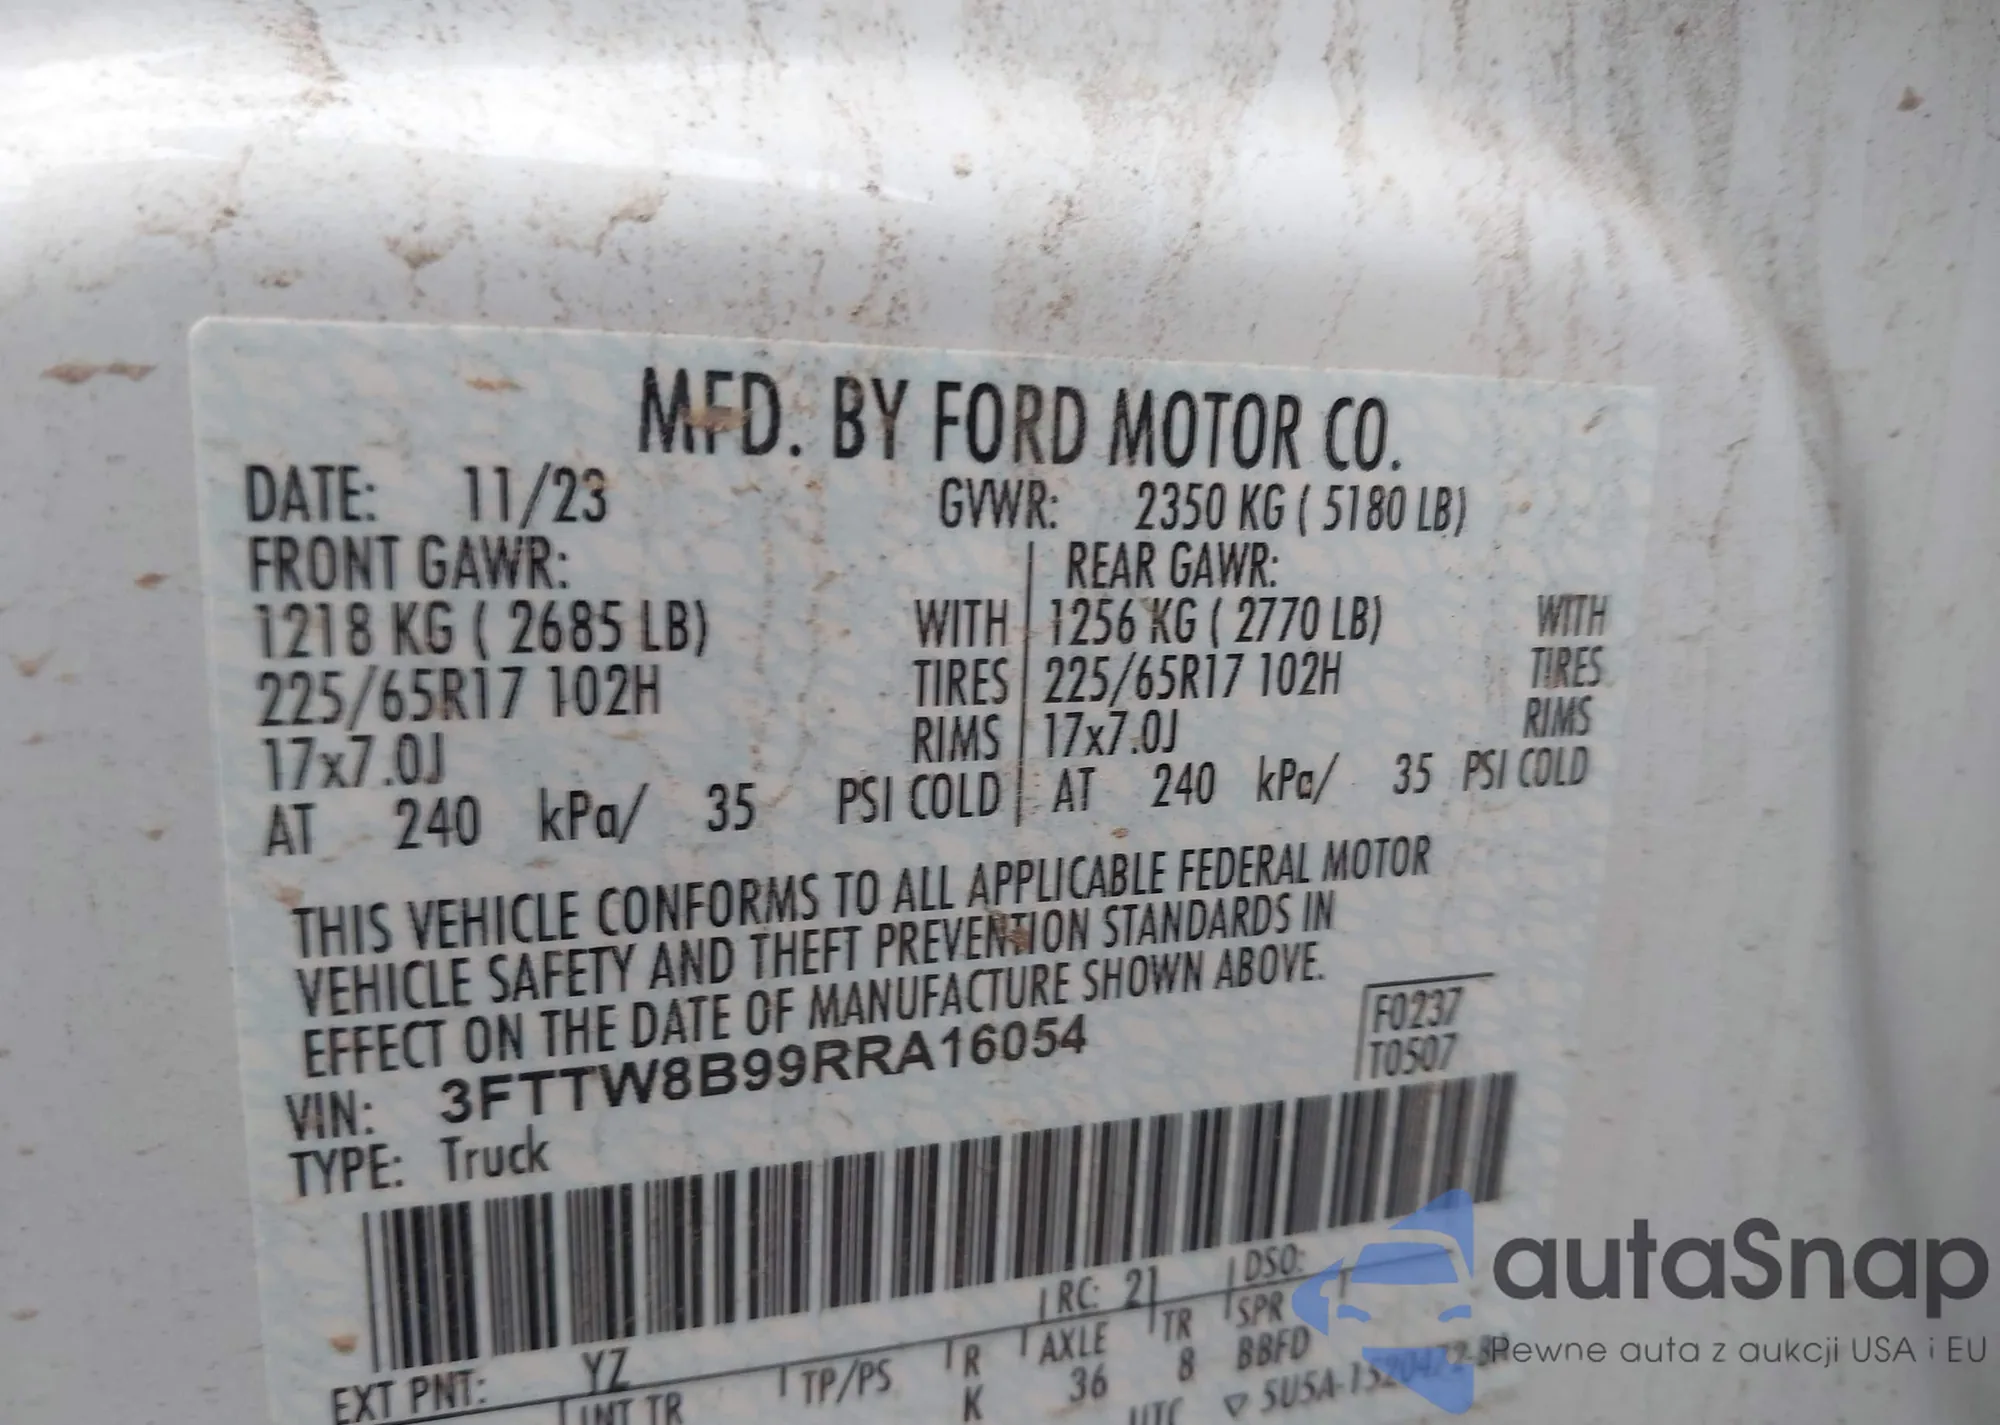 MFD. BY FORD MOTOR CO.
DATE: 11/23 GVWR: 2350 KG ( 5180 LB)
FRONT GAWR: REAR GAWR:
1218 KG ( 2685 LB) WITH 1256 KG ( 2770 LB) WITH
225/65R17 102H TIRES 225/65R17 102H TIRES
17x7.0J RIMS 17x7.0J RIMS
AT 240 kPa/ 35 PSI COLD AT 240 kPa/ 35 PSI COLD
THIS VEHICLE CONFORMS TO ALL APPLICABLE FEDERAL MOTOR
VEHICLE SAFETY AND THEFT PREVENTION STANDARDS IN
EFFECT ON THE DATE OF MANUFACTURE SHOWN ABOVE.
F0237
T0507
VIN: 3FTTW8B99RRA16054
TYPE: Truck
RC: 21 DSO:
EXT PNT: YZ TP/PS R AXLE TR SPR
INT TR K 36 8 BBFD
UTC
autaSnap
Pewne auta z aukcji USA i EU